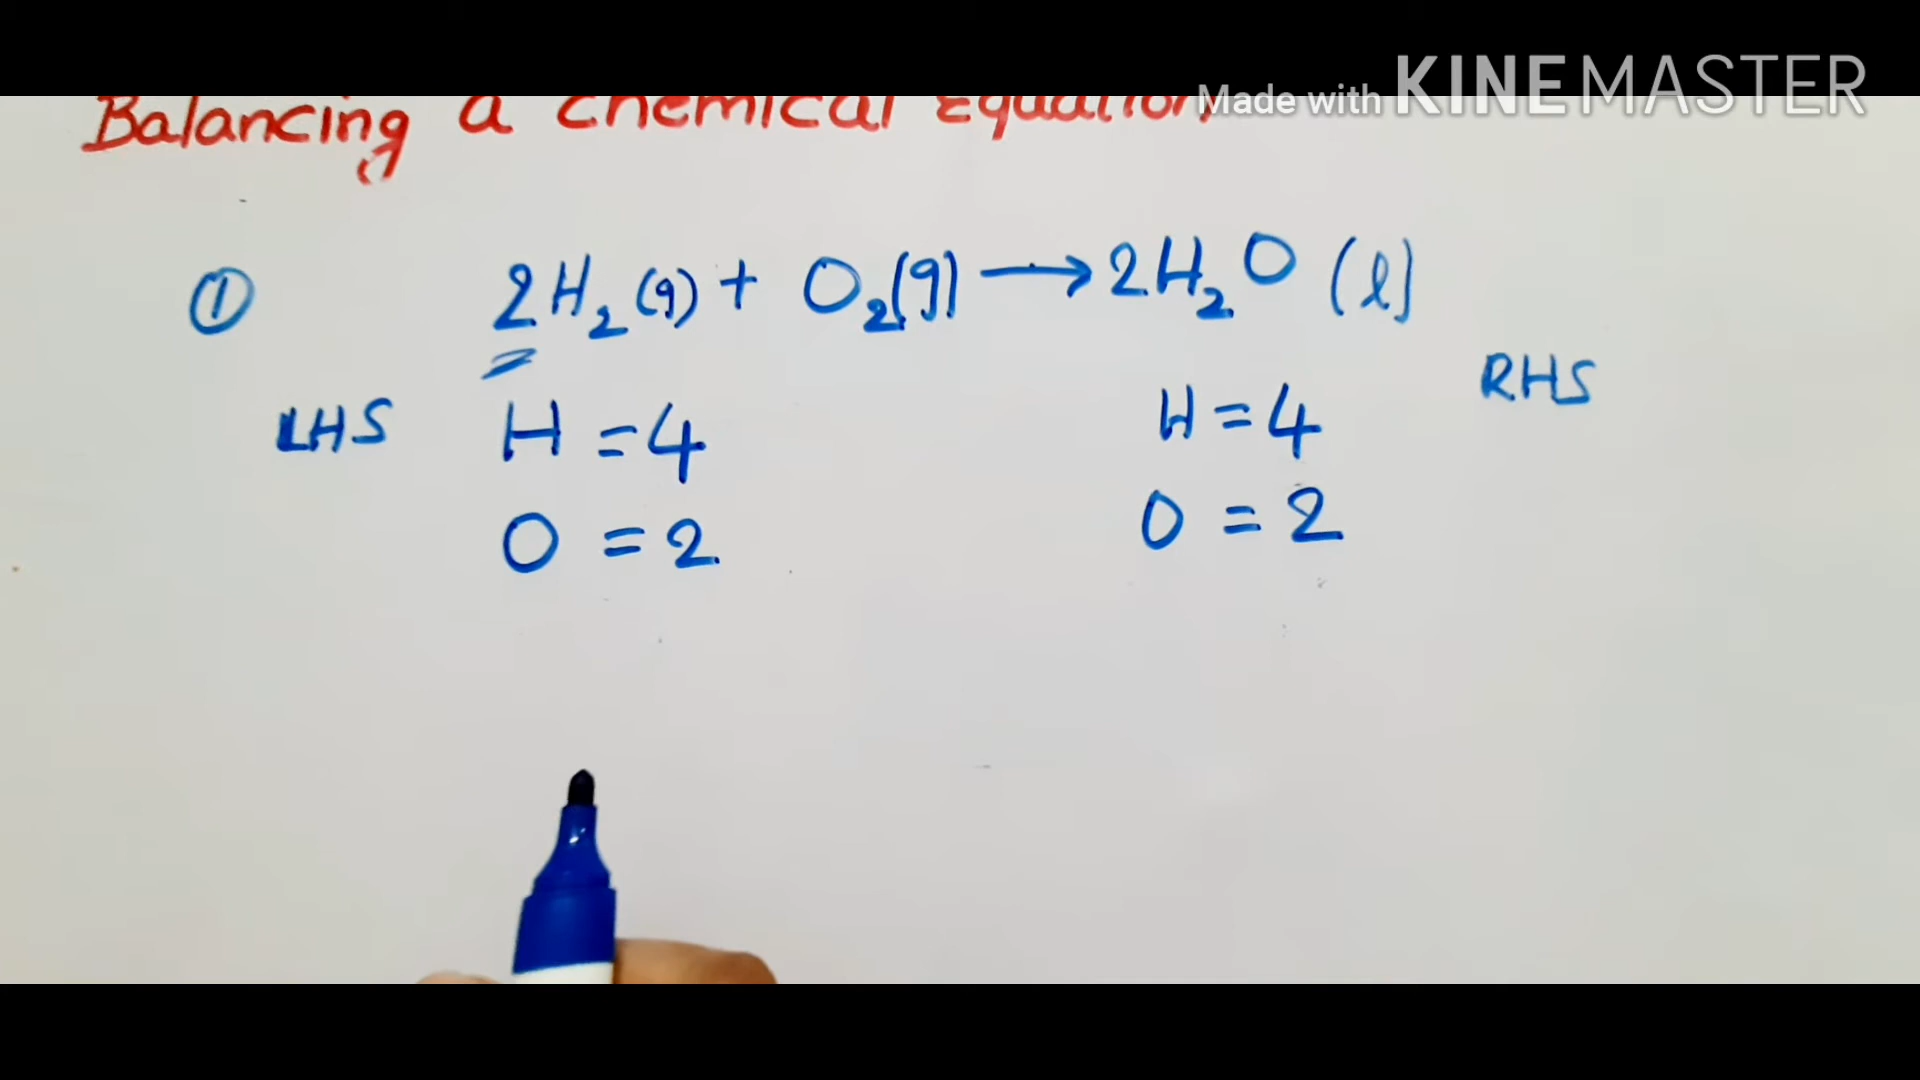 Made with KINEMASTER
Balancing a Chemical Equation
① 2H₂(g) + O₂(g) → 2H₂O (l)
LHS H = 4 H = 4 RHS
O = 2 O = 2